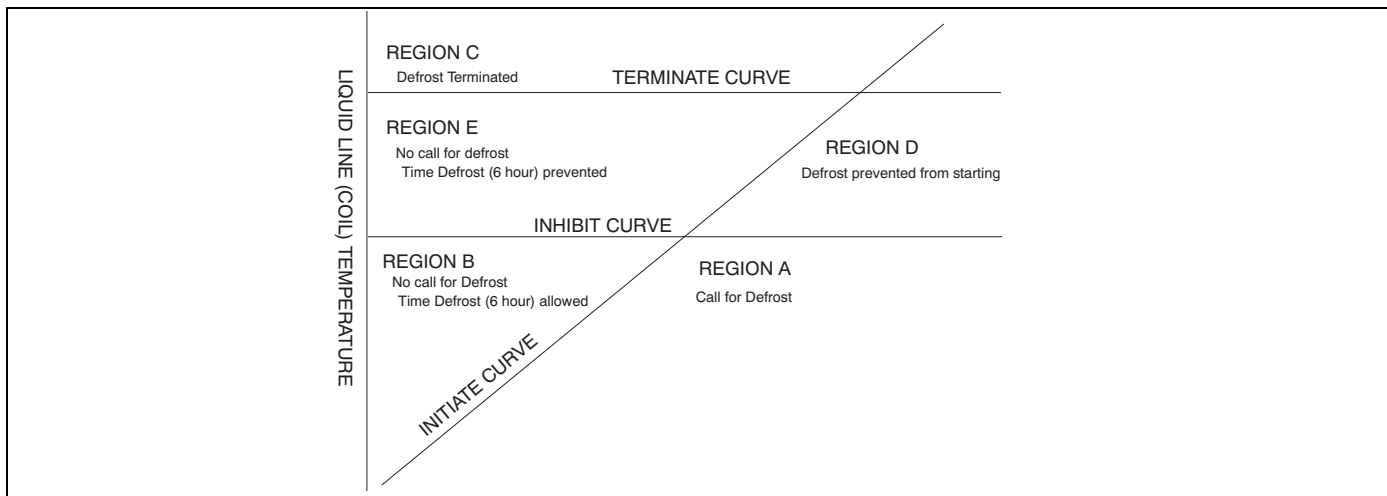 REGION C
Defrost Terminated
TERMINATE CURVE
LIQUID LINE (COIL) TEMPERATURE
REGION E
No call for defrost
Time Defrost (6 hour) prevented
REGION D
Defrost prevented from starting
INHIBIT CURVE
REGION B
No call for Defrost
Time Defrost (6 hour) allowed
REGION A
Call for Defrost
INITIATE CURVE